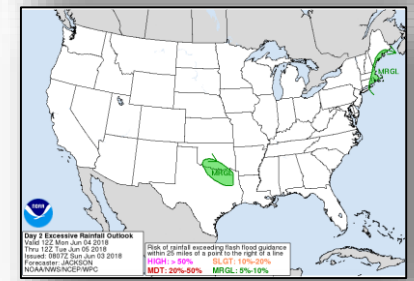 MRGL
MRGL
NOAA
Day 2 Excessive Rainfall Outlook
Valid 12Z Mon Jun 04 2018
Thru 12Z Tue Jun 05 2018
Issued: 0807Z Sun Jun 03 2018
Forecaster: JACKSON
NOAA/NWS/NCEP/WPC
Risk of rainfall exceeding flash flood guidance
within 25 miles of a point to the right of a line
HIGH: > 50% SLGT: 10%-20%
MDT: 20%-50% MRGL: 5%-10%